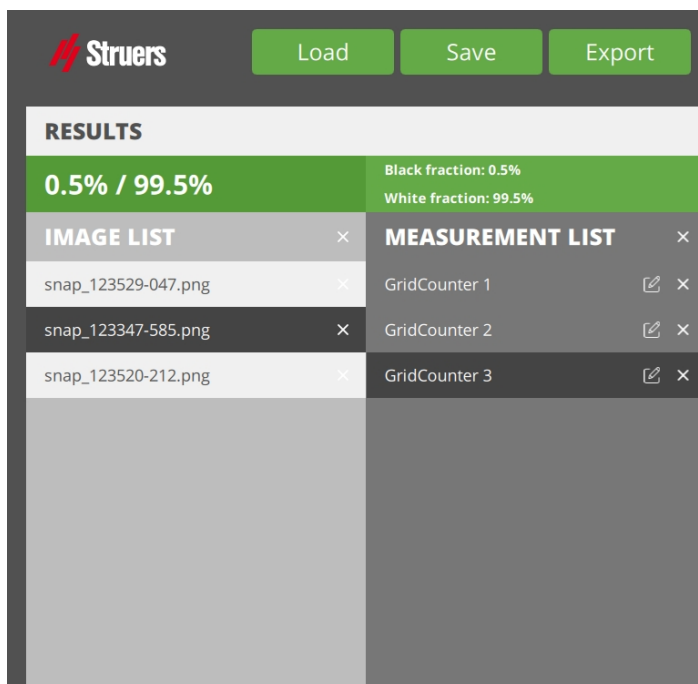 Struers
Load
Save
Export
RESULTS
0.5% / 99.5%
Black fraction: 0.5%
White fraction: 99.5%
IMAGE LIST
×
MEASUREMENT LIST
×
snap_123529-047.png
×
GridCounter 1
×
snap_123347-585.png
×
GridCounter 2
×
snap_123520-212.png
×
GridCounter 3
×